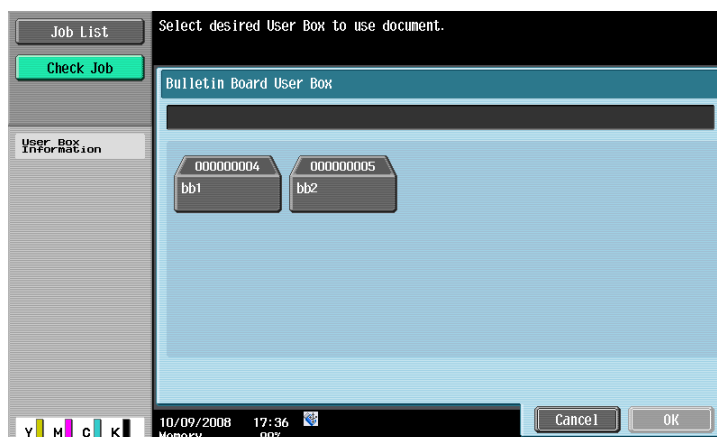 Job List
Check Job
User Box
Information
Select desired User Box to use document.
Bulletin Board User Box
000000004
bb1
000000005
bb2
10/09/2008 17:36
Memory
Cancel
OK
Y M C K